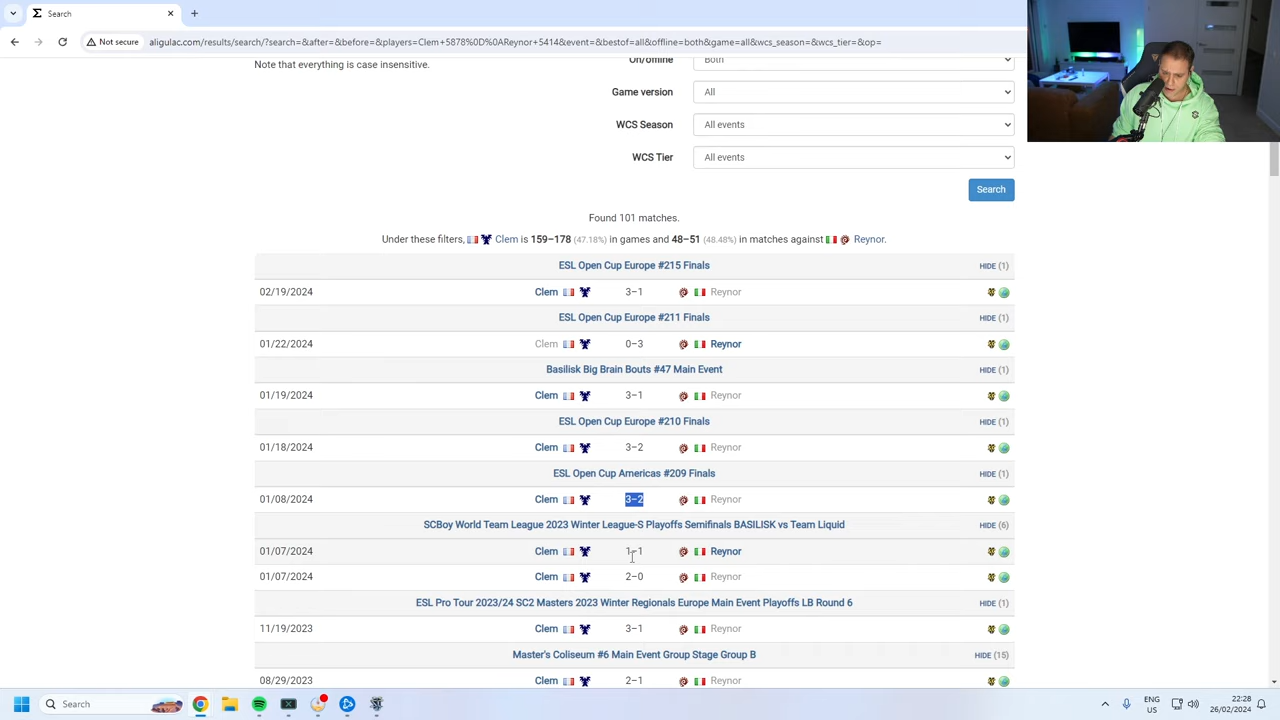 Search
Not secure
aligulac.com/results/search/?search=&after=&before=&players=Clem+5878%0D%0AReynor+5414&event=&bestof=all&offline=both&game=all&wcs_season=&wcs_tier=&op=
Note that everything is case insensitive.
On/offline
Both
Game version
All
WCS Season
All events
WCS Tier
All events
Search
Found 101 matches.
Under these filters, Clem is 159–178 (47.18%) in games and 48–51 (48.48%) in matches against Reynor.
ESL Open Cup Europe #215 Finals HIDE (1)
02/19/2024 Clem 3–1 Reynor
ESL Open Cup Europe #211 Finals HIDE (1)
01/22/2024 Clem 0–3 Reynor
Basilisk Big Brain Bouts #47 Main Event HIDE (1)
01/19/2024 Clem 3–1 Reynor
ESL Open Cup Europe #210 Finals HIDE (1)
01/18/2024 Clem 3–2 Reynor
ESL Open Cup Americas #209 Finals HIDE (1)
01/08/2024 Clem 3–2 Reynor
SCBoy World Team League 2023 Winter League-S Playoffs Semifinals BASILISK vs Team Liquid HIDE (6)
01/07/2024 Clem 1–1 Reynor
01/07/2024 Clem 2–0 Reynor
ESL Pro Tour 2023/24 SC2 Masters 2023 Winter Regionals Europe Main Event Playoffs LB Round 6 HIDE (1)
11/19/2023 Clem 3–1 Reynor
Master's Coliseum #6 Main Event Group Stage Group B HIDE (15)
08/29/2023 Clem 2–1 Reynor
Search
ENG
US
22:28
26/02/2024